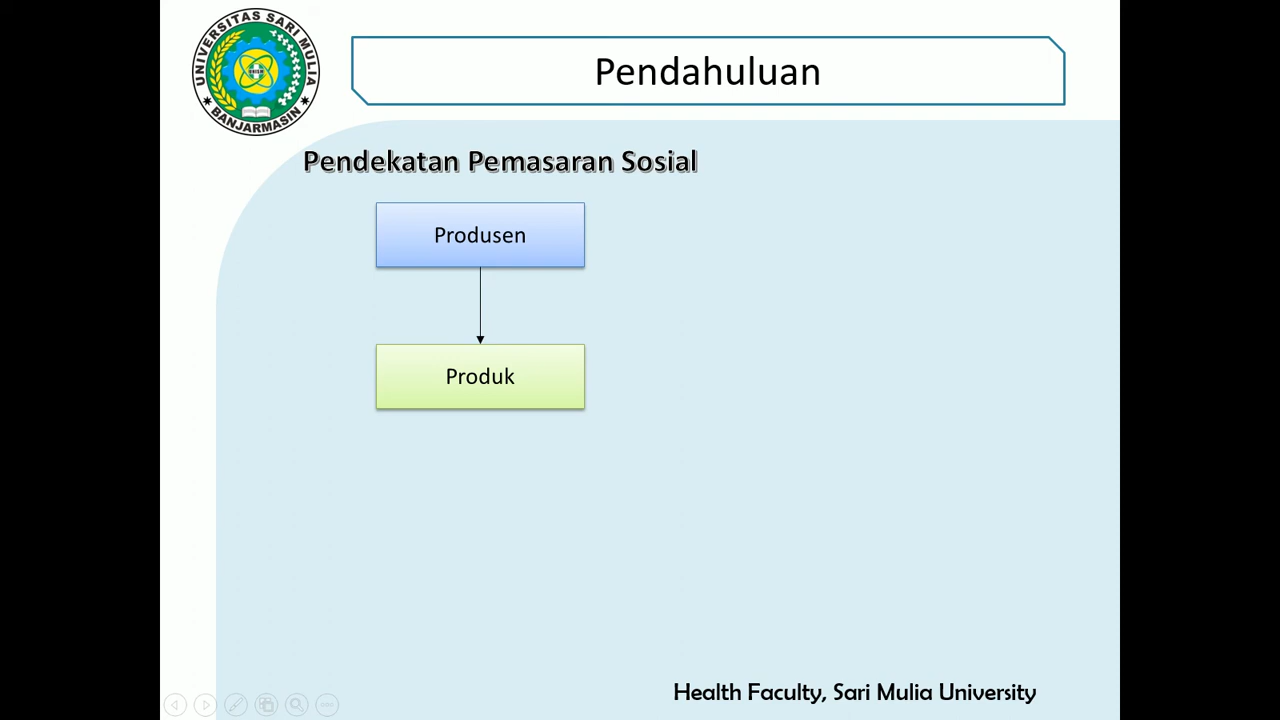 UNIVERSITAS SARI MULIA
BANJARMASIN
Pendahuluan
Pendekatan Pemasaran Sosial
Produsen
Produk
Health Faculty, Sari Mulia University